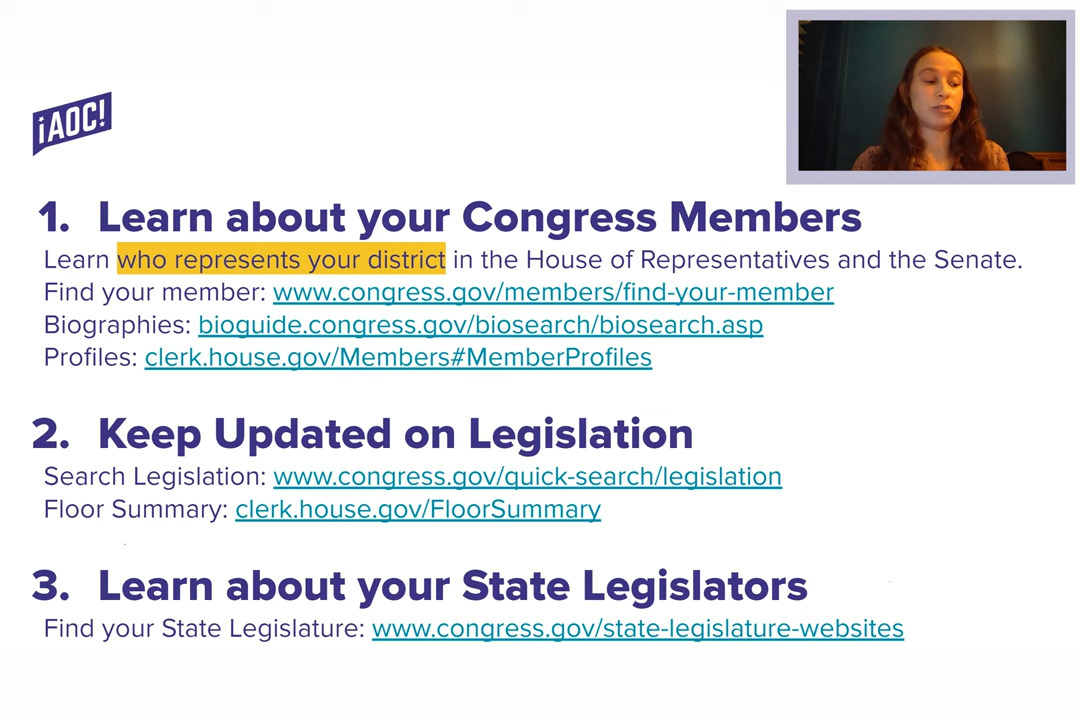 ¡AOC!
1. Learn about your Congress Members
Learn who represents your district in the House of Representatives and the Senate.
Find your member: www.congress.gov/members/find-your-member
Biographies: bioguide.congress.gov/biosearch/biosearch.asp
Profiles: clerk.house.gov/Members#MemberProfiles
2. Keep Updated on Legislation
Search Legislation: www.congress.gov/quick-search/legislation
Floor Summary: clerk.house.gov/FloorSummary
3. Learn about your State Legislators
Find your State Legislature: www.congress.gov/state-legislature-websites